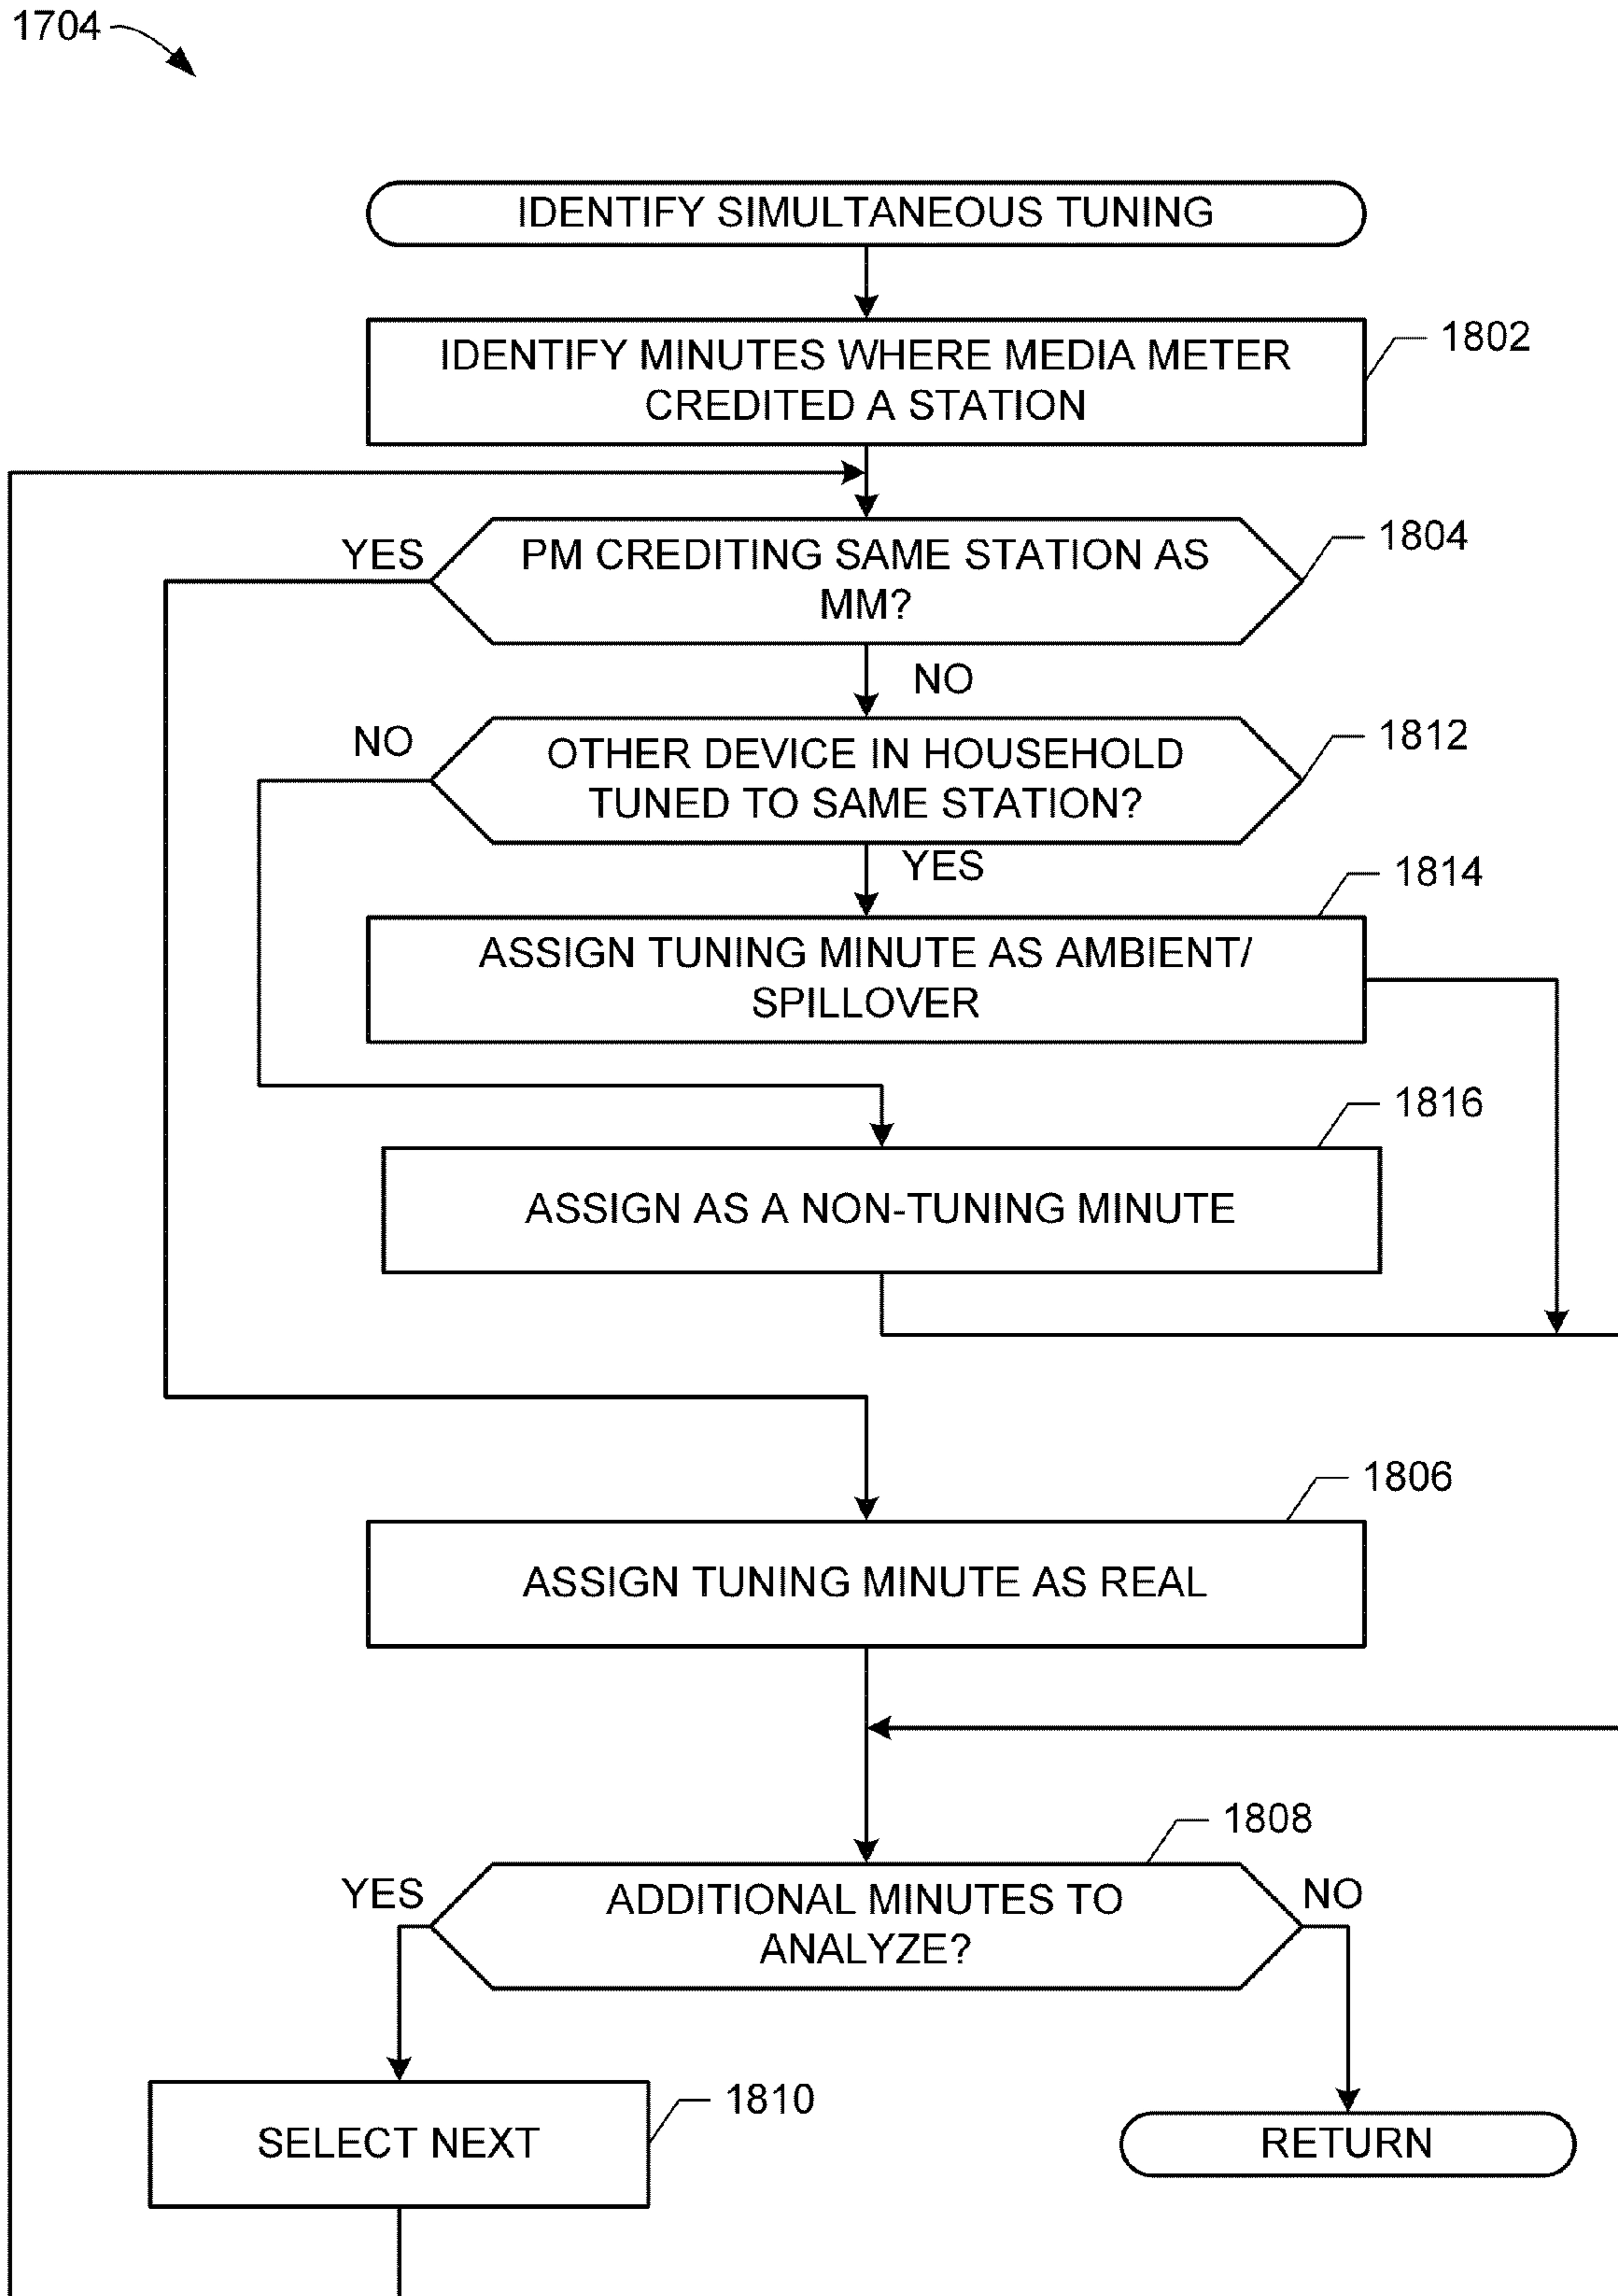 1704
IDENTIFY SIMULTANEOUS TUNING
IDENTIFY MINUTES WHERE MEDIA METER
CREDITED A STATION
1802
YES
PM CREDITING SAME STATION AS
MM?
1804
NO
NO
OTHER DEVICE IN HOUSEHOLD
TUNED TO SAME STATION?
1812
YES
1814
ASSIGN TUNING MINUTE AS AMBIENT/
SPILLOVER
1816
ASSIGN AS A NON-TUNING MINUTE
1806
ASSIGN TUNING MINUTE AS REAL
1808
YES
ADDITIONAL MINUTES TO
ANALYZE?
NO
SELECT NEXT
1810
RETURN